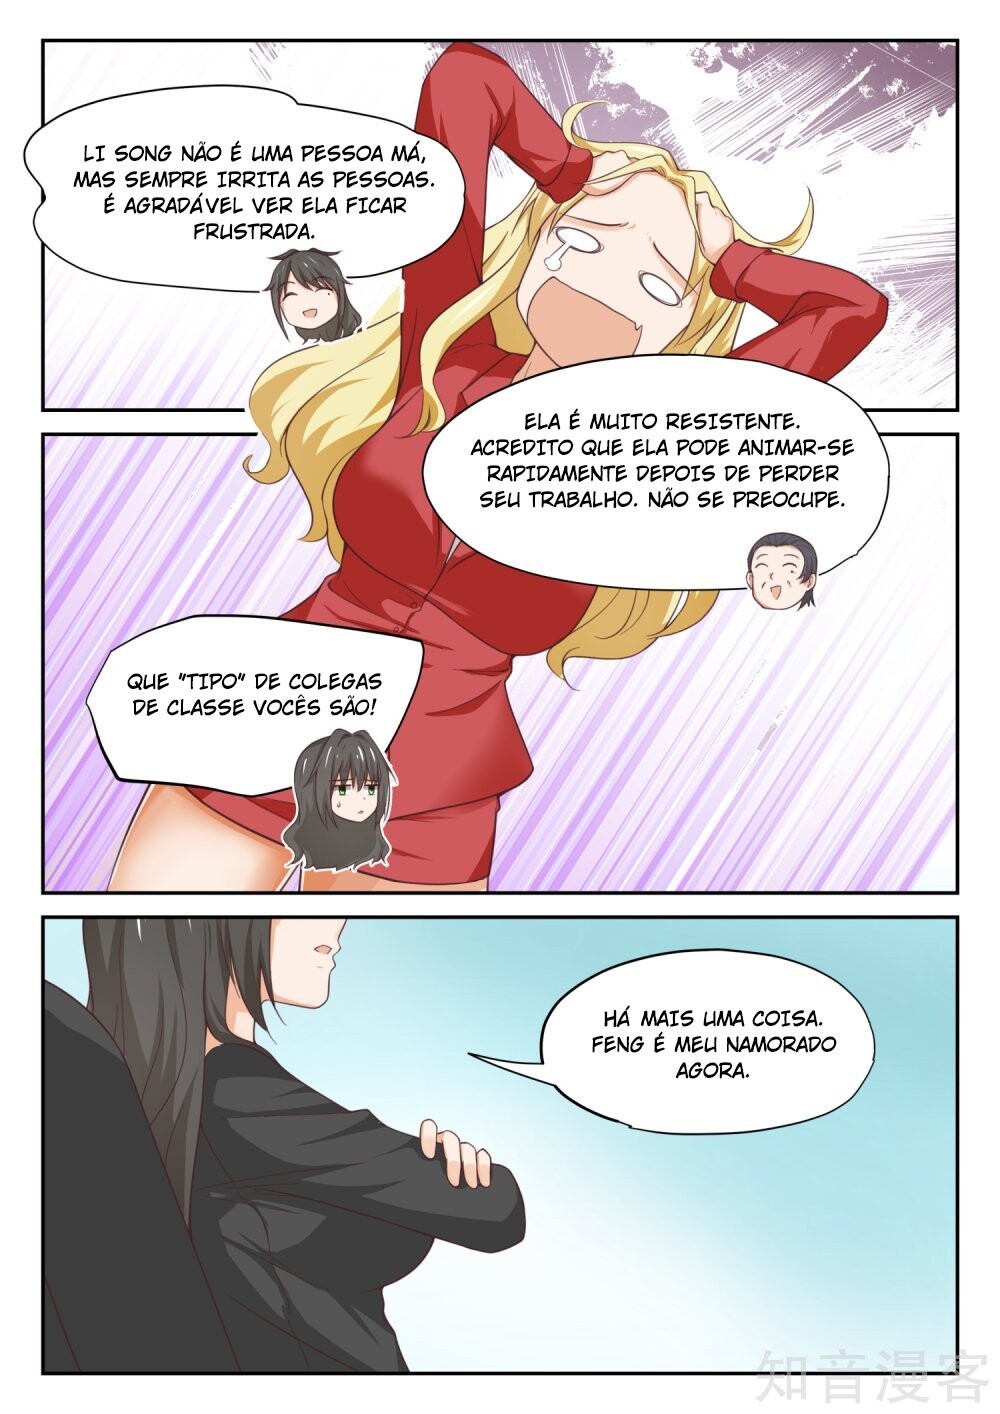 LI SONG NÃO É UMA PESSOA MÁ,
MAS SEMPRE IRRITA AS PESSOAS.
É AGRADÁVEL VER ELA FICAR
FRUSTRADA.
ELA É MUITO RESISTENTE.
ACREDITO QUE ELA PODE ANIMAR-SE
RAPIDAMENTE DEPOIS DE PERDER
SEU TRABALHO. NÃO SE PREOCUPE.
QUE "TIPO" DE COLEGAS
DE CLASSE VOCÊS SÃO!
HÁ MAIS UMA COISA.
FENG É MEU NAMORADO
AGORA.
知音漫客